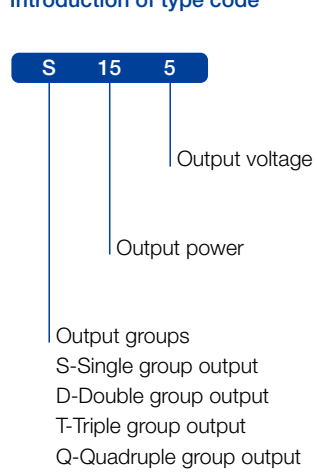 Introduction of type code
S 15 5
Output voltage
Output power
Output groups
S-Single group output
D-Double group output
T-Triple group output
Q-Quadruple group output